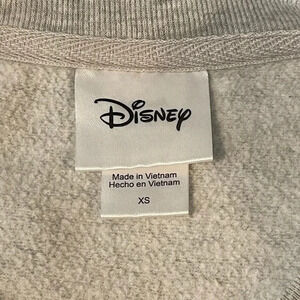 Disney
Made in Vietnam
Hecho en Vietnam
XS